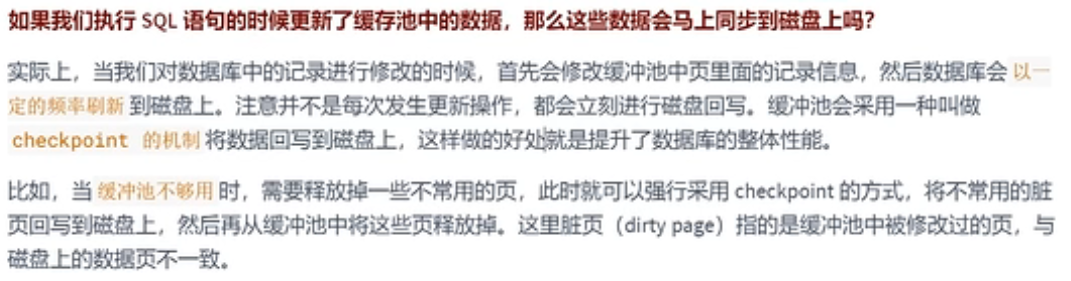 如果我们执行 SQL 语句的时候更新了缓存池中的数据，那么这些数据会马上同步到磁盘上吗？
实际上，当我们对数据库中的记录进行修改的时候，首先会修改缓冲池中页里面的记录信息，然后数据库会 以一
定的频率刷新 到磁盘上。注意并不是每次发生更新操作，都会立刻进行磁盘回写。缓冲池会采用一种叫做
checkpoint 的机制 将数据回写到磁盘上，这样做的好处就是提升了数据库的整体性能。
比如，当 缓冲池不够用 时，需要释放掉一些不常用的页，此时就可以强行采用 checkpoint 的方式，将不常用的脏
页回写到磁盘上，然后再从缓冲池中将这些页释放掉。这里脏页（dirty page）指的是缓冲池中被修改过的页，与
磁盘上的数据页不一致。